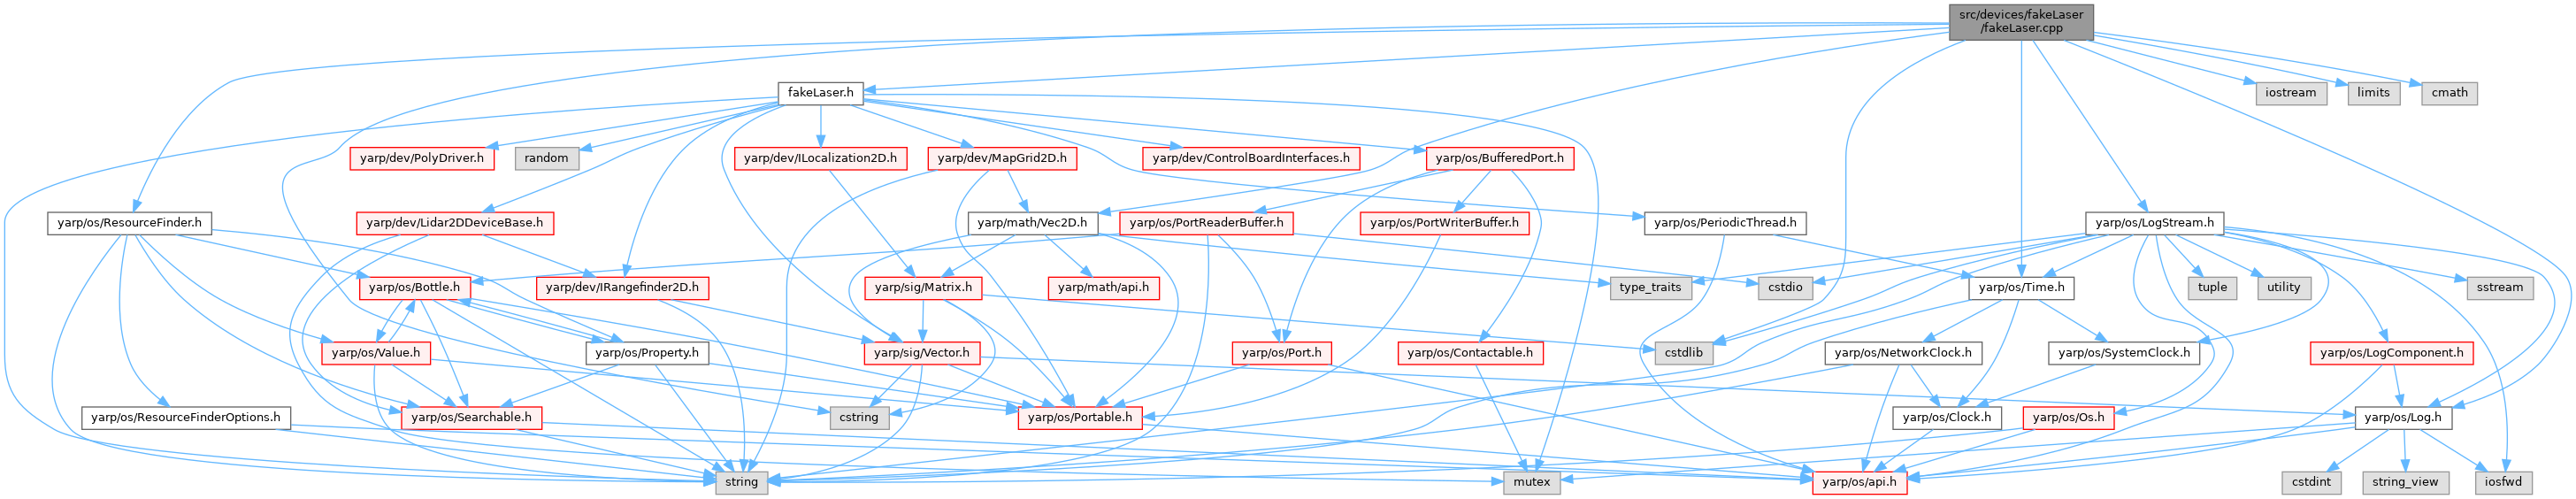 src/devices/fakeLaser
/fakeLaser.cpp
fakeLaser.h
iostream
limits
cmath
yarp/dev/PolyDriver.h
random
yarp/dev/ILocalization2D.h
yarp/dev/MapGrid2D.h
yarp/dev/ControlBoardInterfaces.h
yarp/os/BufferedPort.h
yarp/os/ResourceFinder.h
yarp/dev/Lidar2DDeviceBase.h
yarp/math/Vec2D.h
yarp/os/PortReaderBuffer.h
yarp/os/PortWriterBuffer.h
yarp/os/PeriodicThread.h
yarp/os/LogStream.h
yarp/os/Bottle.h
yarp/dev/IRangefinder2D.h
yarp/sig/Matrix.h
yarp/math/api.h
type_traits
cstdio
yarp/os/Time.h
tuple
utility
sstream
yarp/os/Value.h
yarp/os/Property.h
yarp/sig/Vector.h
cstdlib
yarp/os/Port.h
yarp/os/Contactable.h
yarp/os/NetworkClock.h
yarp/os/SystemClock.h
yarp/os/LogComponent.h
yarp/os/ResourceFinderOptions.h
yarp/os/Searchable.h
cstring
yarp/os/Portable.h
yarp/os/Clock.h
yarp/os/Os.h
yarp/os/Log.h
string
mutex
yarp/os/api.h
cstdint
string_view
iosfwd